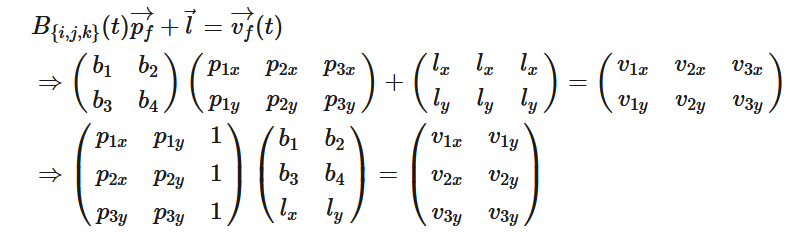 $B_{\{i,j,k\}}(t)\overrightarrow{p_f} + \vec{l} = \overrightarrow{v_f}(t)$
$\Rightarrow \begin{pmatrix} b_1 & b_2 \\ b_3 & b_4 \end{pmatrix} \begin{pmatrix} p_{1x} & p_{2x} & p_{3x} \\ p_{1y} & p_{2y} & p_{3y} \end{pmatrix} + \begin{pmatrix} l_x & l_x & l_x \\ l_y & l_y & l_y \end{pmatrix} = \begin{pmatrix} v_{1x} & v_{2x} & v_{3x} \\ v_{1y} & v_{2y} & v_{3y} \end{pmatrix}$
$\Rightarrow \begin{pmatrix} p_{1x} & p_{1y} & 1 \\ p_{2x} & p_{2y} & 1 \\ p_{3y} & p_{3y} & 1 \end{pmatrix} \begin{pmatrix} b_1 & b_2 \\ b_3 & b_4 \\ l_x & l_y \end{pmatrix} = \begin{pmatrix} v_{1x} & v_{1y} \\ v_{2x} & v_{2y} \\ v_{3y} & v_{3y} \end{pmatrix}$